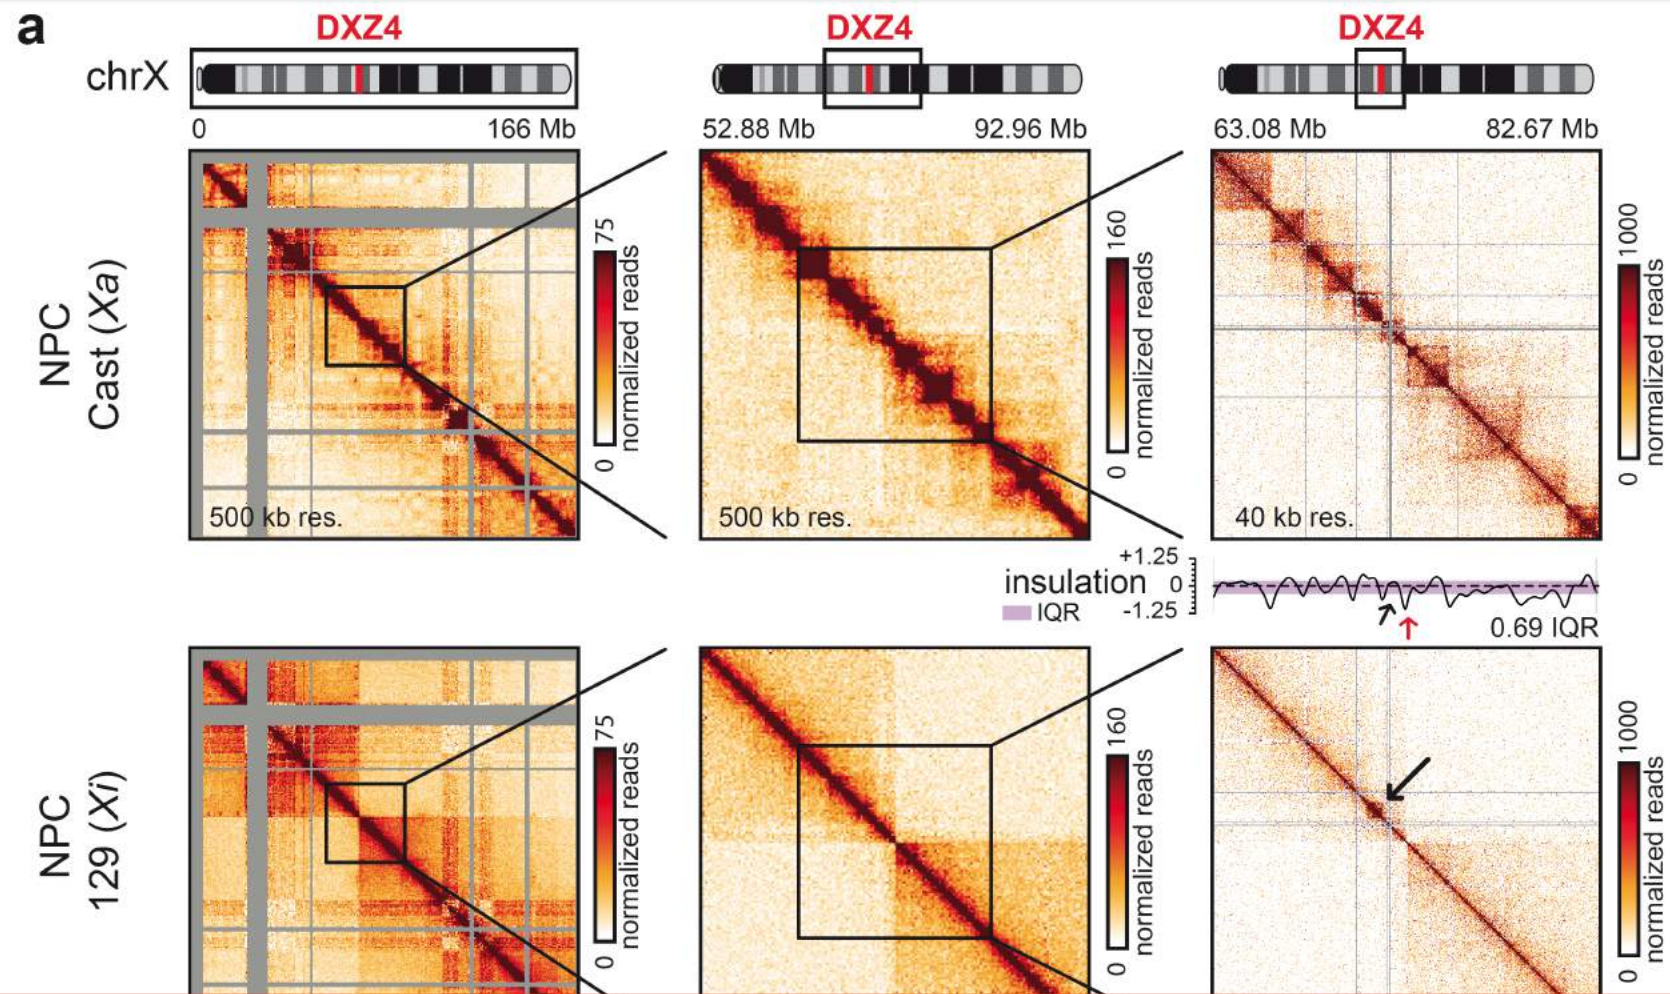 a
DXZ4 DXZ4 DXZ4
chrX
0 166 Mb 52.88 Mb 92.96 Mb 63.08 Mb 82.67 Mb
NPC
Cast (Xa)
500 kb res.
0 normalized reads 75
500 kb res.
0 normalized reads 160
40 kb res.
0 normalized reads 1000
insulation
IQR
+1.25
0
-1.25
0.69 IQR
NPC
129 (Xi)
0 normalized reads 75
0 normalized reads 160
0 normalized reads 1000